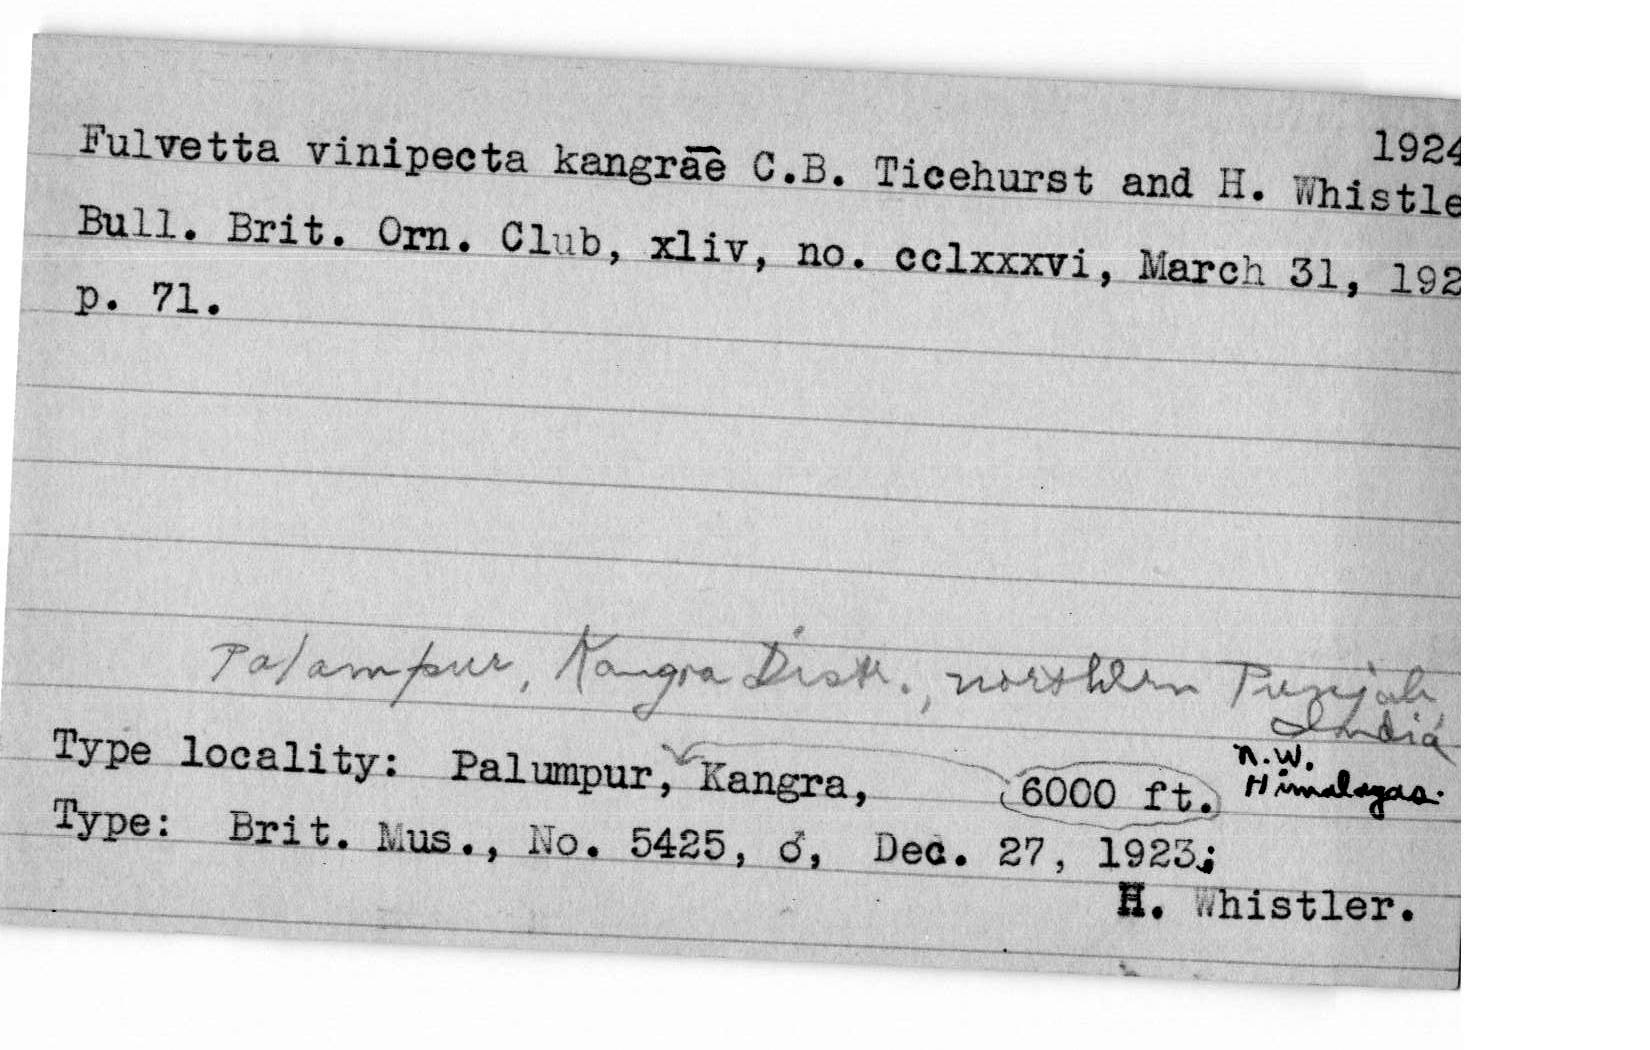 1924
Fulvetta vinipecta kangrae C.B. Ticehurst and H. Whistle
Bull. Brit. Orn. Club, xliv, no. cclxxxvi, March 31, 192
p. 71.
Palampur, Kangra Distr., northern Punjab,
India
Type locality: Palumpur, Kangra, 6000 ft. N.W.
Himalayas.
Type: Brit. Mus., No. 5425, ♂, Dec. 27, 1923;
H. Whistler.